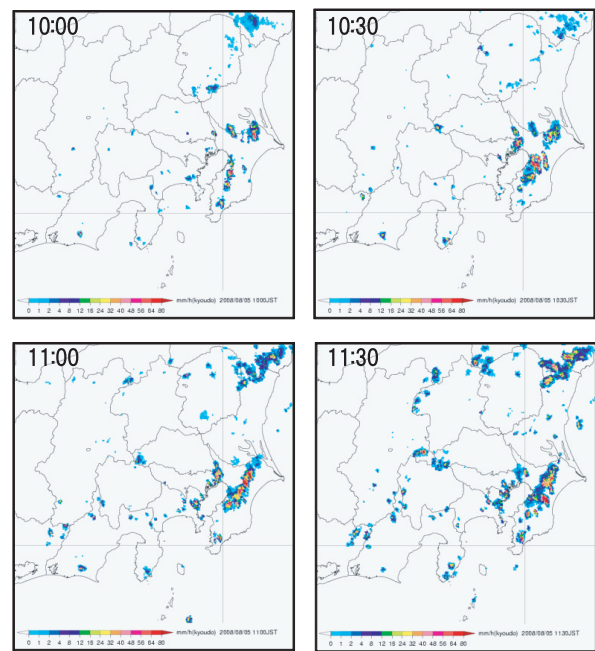 10:00
0 1 2 4 8 12 16 24 32 40 48 56 64 80 mm/h(kyoudo) 2008/08/05 1000JST
10:30
0 1 2 4 8 12 16 24 32 40 48 56 64 80 mm/h(kyoudo) 2008/08/05 1030JST
11:00
0 1 2 4 8 12 16 24 32 40 48 56 64 80 mm/h(kyoudo) 2008/08/05 1100JST
11:30
0 1 2 4 8 12 16 24 32 40 48 56 64 80 mm/h(kyoudo) 2008/08/05 1130JST